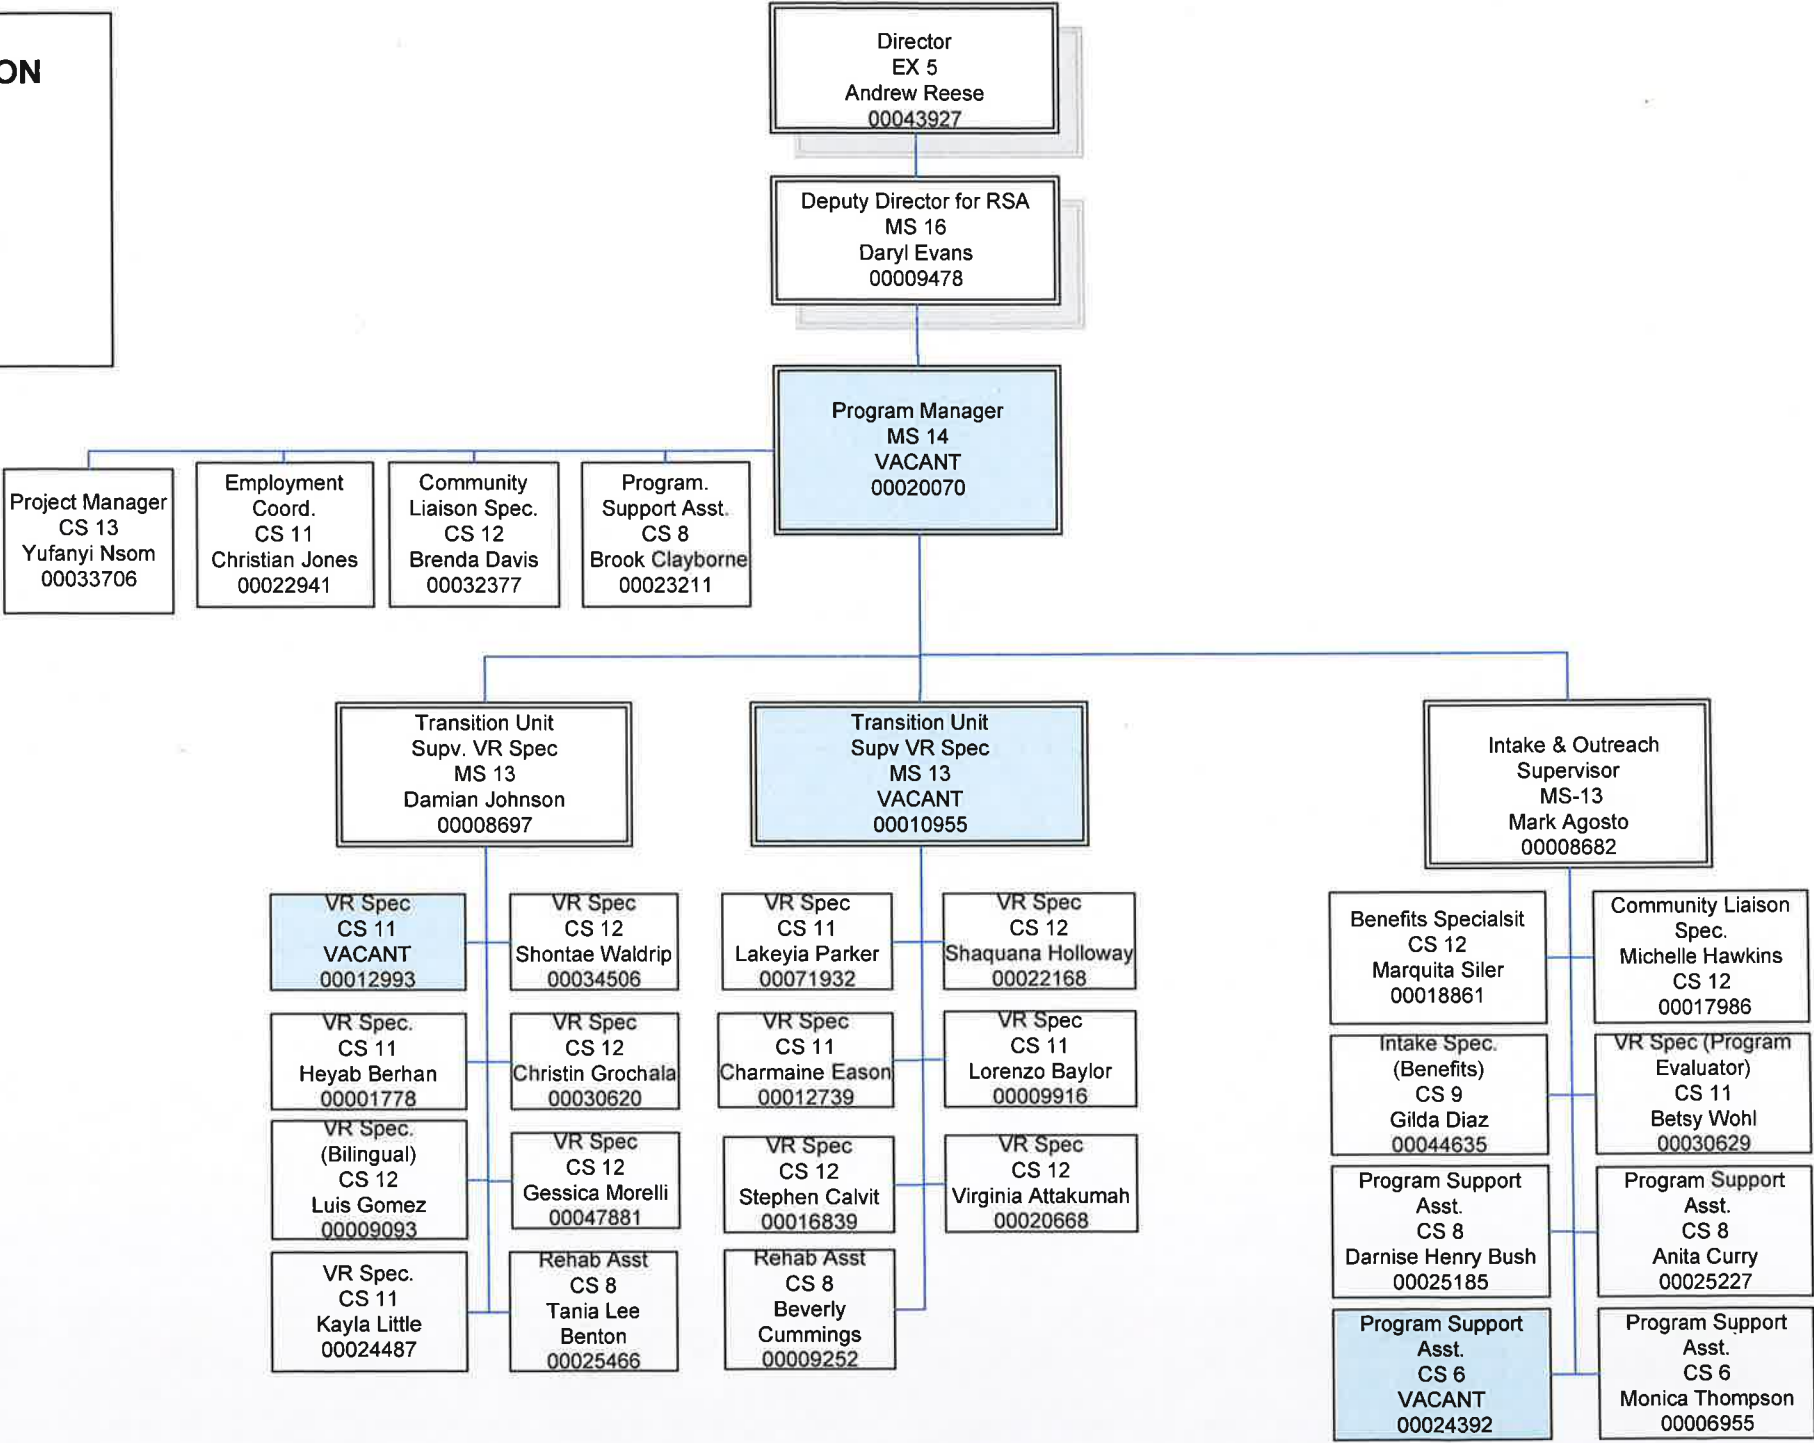 ON
Director
EX 5
Andrew Reese
00043927
Deputy Director for RSA
MS 16
Daryl Evans
00009478
Program Manager
MS 14
VACANT
00020070
Project Manager
CS 13
Yufanyi Nsom
00033706
Employment
Coord.
CS 11
Christian Jones
00022941
Community
Liaison Spec.
CS 12
Brenda Davis
00032377
Program.
Support Asst.
CS 8
Brook Clayborne
00023211
Transition Unit
Supv. VR Spec
MS 13
Damian Johnson
00008697
Transition Unit
Supv VR Spec
MS 13
VACANT
00010955
Intake & Outreach
Supervisor
MS-13
Mark Agosto
00008682
VR Spec
CS 11
VACANT
00012993
VR Spec
CS 12
Shontae Waldrip
00034506
VR Spec.
CS 11
Heyab Berhan
00001778
VR Spec
CS 12
Christin Grochala
00030620
VR Spec.
(Bilingual)
CS 12
Luis Gomez
00009093
VR Spec
CS 12
Gessica Morelli
00047881
VR Spec.
CS 11
Kayla Little
00024487
Rehab Asst
CS 8
Tania Lee
Benton
00025466
VR Spec
CS 11
Lakeyia Parker
00071932
VR Spec
CS 12
Shaquana Holloway
00022168
VR Spec
CS 11
Charmaine Eason
00012739
VR Spec
CS 11
Lorenzo Baylor
00009916
VR Spec
CS 12
Stephen Calvit
00016839
VR Spec
CS 12
Virginia Attakumah
00020668
Rehab Asst
CS 8
Beverly
Cummings
00009252
Benefits Specialsit
CS 12
Marquita Siler
00018861
Community Liaison
Spec.
Michelle Hawkins
CS 12
00017986
Intake Spec.
(Benefits)
CS 9
Gilda Diaz
00044635
VR Spec (Program
Evaluator)
CS 11
Betsy Wohl
00030629
Program Support
Asst.
CS 8
Darnise Henry Bush
00025185
Program Support
Asst.
CS 8
Anita Curry
00025227
Program Support
Asst.
CS 6
VACANT
00024392
Program Support
Asst.
CS 6
Monica Thompson
00006955